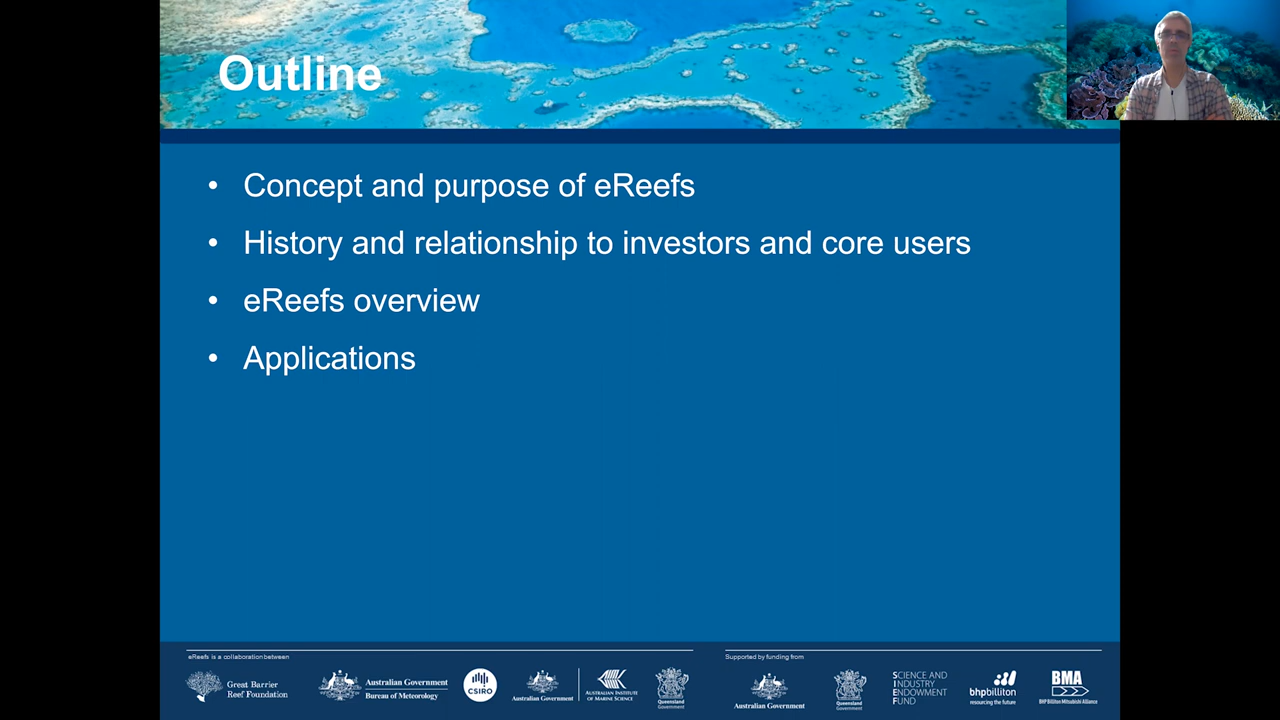 Outline
• Concept and purpose of eReefs
• History and relationship to investors and core users
• eReefs overview
• Applications
eReefs is a collaboration between
Great Barrier
Reef Foundation
Australian Government
Bureau of Meteorology
CSIRO
Australian Government
AUSTRALIAN INSTITUTE
OF MARINE SCIENCE
Queensland
Government
Supported by funding from
Australian Government
Queensland
Government
SCIENCE AND
INDUSTRY
ENDOWMENT
FUND
bhpbilliton
resourcing the future
BMA
BHP Billiton Mitsubishi Alliance